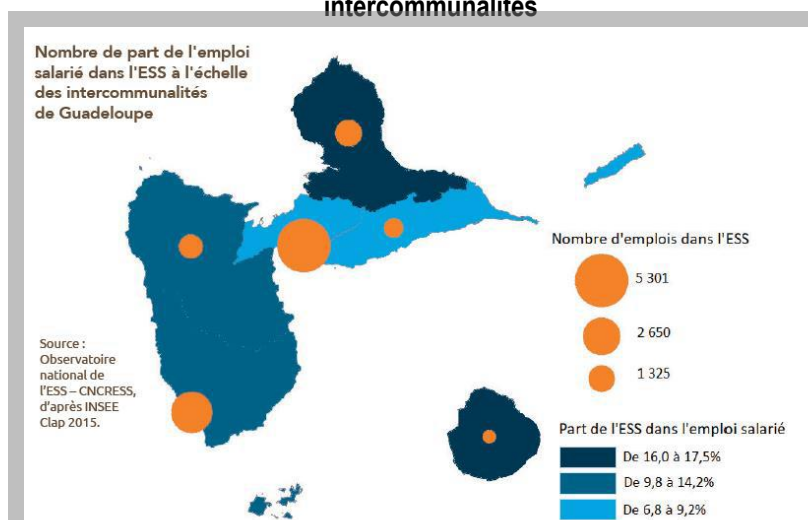 intercommunalités
Nombre de part de l'emploi
salarié dans l'ESS à l'échelle
des intercommunalités
de Guadeloupe
Nombre d'emplois dans l'ESS
5 301
2 650
1 325
Source :
Observatoire
national de
l'ESS – CNCRESS,
d'après INSEE
Clap 2015.
Part de l'ESS dans l'emploi salarié
De 16,0 à 17,5%
De 9,8 à 14,2%
De 6,8 à 9,2%